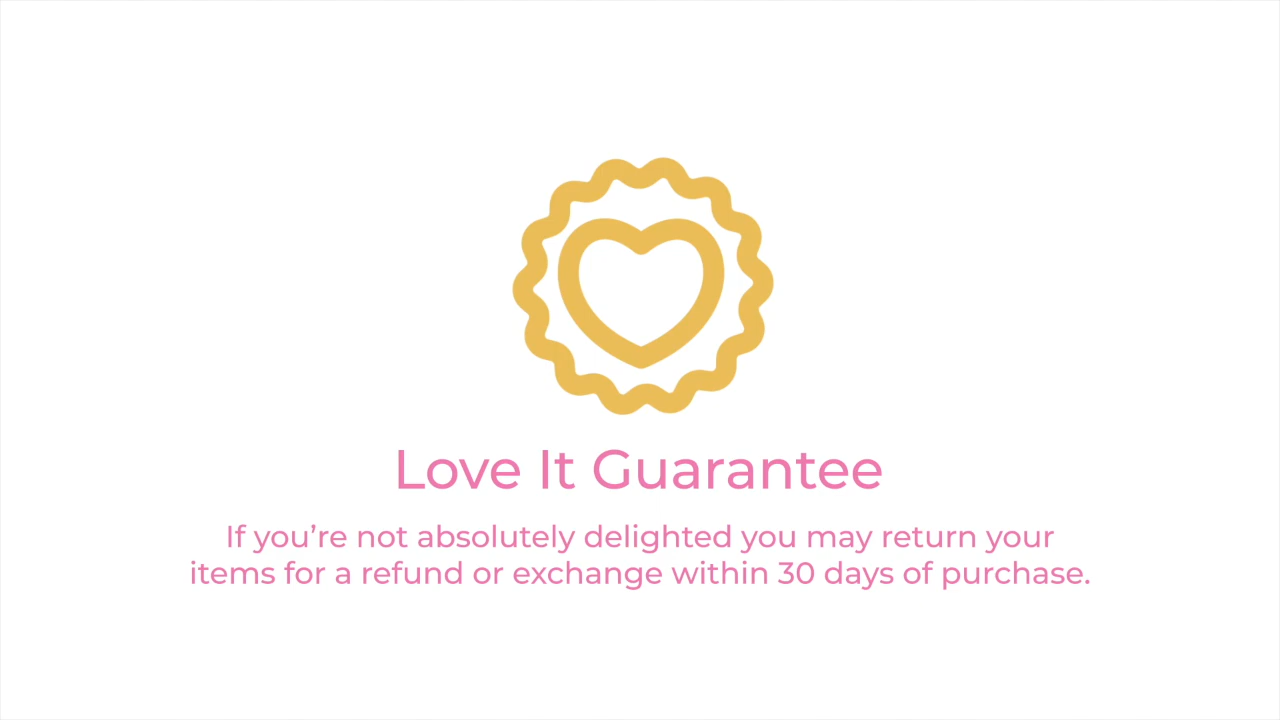 Love It Guarantee
If you’re not absolutely delighted you may return your
items for a refund or exchange within 30 days of purchase.